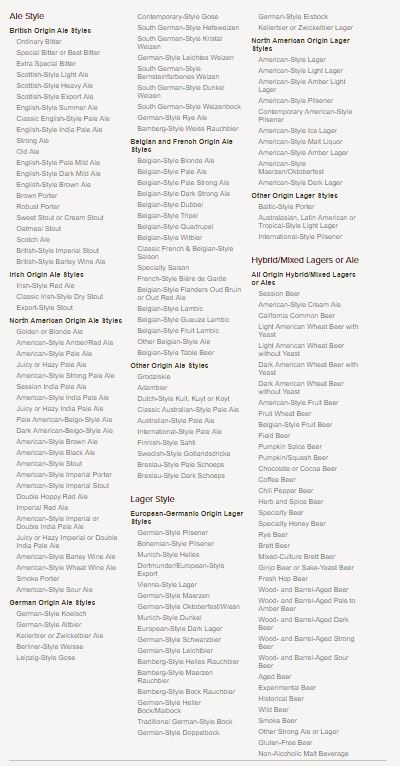 Ale Style
British Origin Ale Styles
Ordinary Bitter
Special Bitter or Best Bitter
Extra Special Bitter
Scottish-Style Light Ale
Scottish-Style Heavy Ale
Scottish-Style Export Ale
English-Style Summer Ale
Classic English-Style Pale Ale
English-Style India Pale Ale
Strong Ale
Old Ale
English-Style Pale Mild Ale
English-Style Dark Mild Ale
English-Style Brown Ale
Brown Porter
Robust Porter
Sweet Stout or Cream Stout
Oatmeal Stout
Scotch Ale
British-Style Imperial Stout
British-Style Barley Wine Ale
Irish Origin Ale Styles
Irish-Style Red Ale
Classic Irish-Style Dry Stout
Export-Style Stout
North American Origin Ale Styles
Golden or Blonde Ale
American-Style Amber/Red Ale
American-Style Pale Ale
Juicy or Hazy Pale Ale
American-Style Strong Pale Ale
Session India Pale Ale
American-Style India Pale Ale
Juicy or Hazy India Pale Ale
Pale American-Belgo-Style Ale
Dark American-Belgo-Style Ale
American-Style Brown Ale
American-Style Black Ale
American-Style Stout
American-Style Imperial Porter
American-Style Imperial Stout
Double Hoppy Red Ale
Imperial Red Ale
American-Style Imperial or
Double India Pale Ale
Juicy or Hazy Imperial or Double
India Pale Ale
American-Style Barley Wine Ale
American-Style Wheat Wine Ale
Smoke Porter
American-Style Sour Ale
German Origin Ale Styles
German-Style Koelsch
German-Style Altbier
Kellerbier or Zwickelbier Ale
Berliner-Style Weisse
Leipzig-Style Gose
Contemporary-Style Gose
South German-Style Hefeweizen
South German-Style Kristal
Weizen
German-Style Leichtes Weizen
South German-Style
Bernsteinfarbenes Weizen
South German-Style Dunkel
Weizen
South German-Style Weizenbock
German-Style Rye Ale
Bamberg-Style Weiss Rauchbier
Belgian and French Origin Ale
Styles
Belgian-Style Blonde Ale
Belgian-Style Pale Ale
Belgian-Style Pale Strong Ale
Belgian-Style Dark Strong Ale
Belgian-Style Dubbel
Belgian-Style Tripel
Belgian-Style Quadrupel
Belgian-Style Witbier
Classic French & Belgian-Style
Saison
Specialty Saison
French-Style Bière de Garde
Belgian-Style Flanders Oud Bruin
or Oud Red Ale
Belgian-Style Lambic
Belgian-Style Gueuze Lambic
Belgian-Style Fruit Lambic
Other Belgian-Style Ale
Belgian-Style Table Beer
Other Origin Ale Styles
Grodziskie
Adambier
Dutch-Style Kuit, Kuyt or Koyt
Classic Australian-Style Pale Ale
Australian-Style Pale Ale
International-Style Pale Ale
Finnish-Style Sahti
Swedish-Style Gotlandsdricke
Breslau-Style Pale Schoeps
Breslau-Style Dark Schoeps
Lager Style
European-Germanic Origin Lager
Styles
German-Style Pilsener
Bohemian-Style Pilsener
Munich-Style Helles
Dortmunder/European-Style
Export
Vienna-Style Lager
German-Style Maerzen
German-Style Oktoberfest/Wiesn
Munich-Style Dunkel
European-Style Dark Lager
German-Style Schwarzbier
German-Style Leichtbier
Bamberg-Style Helles Rauchbier
Bamberg-Style Maerzen
Rauchbier
Bamberg-Style Bock Rauchbier
German-Style Heller
Bock/Maibock
Traditional German-Style Bock
German-Style Doppelbock
German-Style Eisbock
Kellerbier or Zwickelbier Lager
North American Origin Lager
Styles
American-Style Lager
American-Style Light Lager
American-Style Amber Light
Lager
American-Style Pilsener
Contemporary American-Style
Pilsener
American-Style Ice Lager
American-Style Malt Liquor
American-Style Amber Lager
American-Style
Maerzen/Oktoberfest
American-Style Dark Lager
Other Origin Lager Styles
Baltic-Style Porter
Australasian, Latin American or
Tropical-Style Light Lager
International-Style Pilsener
Hybrid/Mixed Lagers or Ale
All Origin Hybrid/Mixed Lagers
or Ales
Session Beer
American-Style Cream Ale
California Common Beer
Light American Wheat Beer with
Yeast
Light American Wheat Beer
without Yeast
Dark American Wheat Beer with
Yeast
Dark American Wheat Beer
without Yeast
American-Style Fruit Beer
Fruit Wheat Beer
Belgian-Style Fruit Beer
Field Beer
Pumpkin Spice Beer
Pumpkin/Squash Beer
Chocolate or Cocoa Beer
Coffee Beer
Chili Pepper Beer
Herb and Spice Beer
Specialty Beer
Specialty Honey Beer
Rye Beer
Brett Beer
Mixed-Culture Brett Beer
Ginjo Beer or Sake-Yeast Beer
Fresh Hop Beer
Wood- and Barrel-Aged Beer
Wood- and Barrel-Aged Pale to
Amber Beer
Wood- and Barrel-Aged Dark
Beer
Wood- and Barrel-Aged Strong
Beer
Wood- and Barrel-Aged Sour
Beer
Aged Beer
Experimental Beer
Historical Beer
Wild Beer
Smoke Beer
Other Strong Ale or Lager
Gluten-Free Beer
Non-Alcoholic Malt Beverage